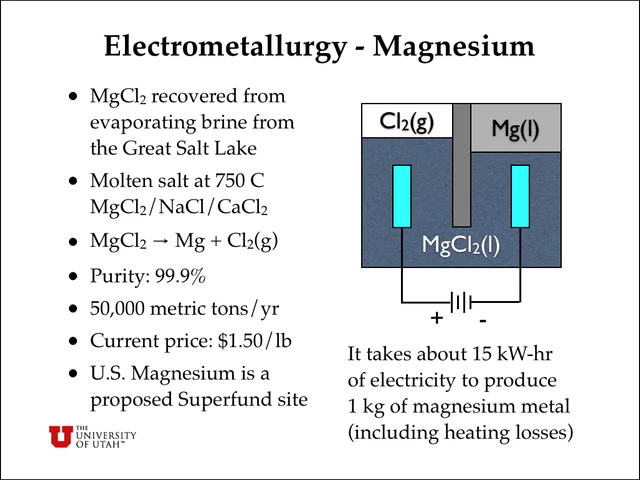 Electrometallurgy - Magnesium
• MgCl₂ recovered from
evaporating brine from
the Great Salt Lake
• Molten salt at 750 C
MgCl₂/NaCl/CaCl₂
• MgCl₂ → Mg + Cl₂(g)
• Purity: 99.9%
• 50,000 metric tons/yr
• Current price: $1.50/lb
• U.S. Magnesium is a
proposed Superfund site
Cl₂(g)
Mg(l)
MgCl₂(l)
+ -
It takes about 15 kW-hr
of electricity to produce
1 kg of magnesium metal
(including heating losses)
U THE
UNIVERSITY
OF UTAH™